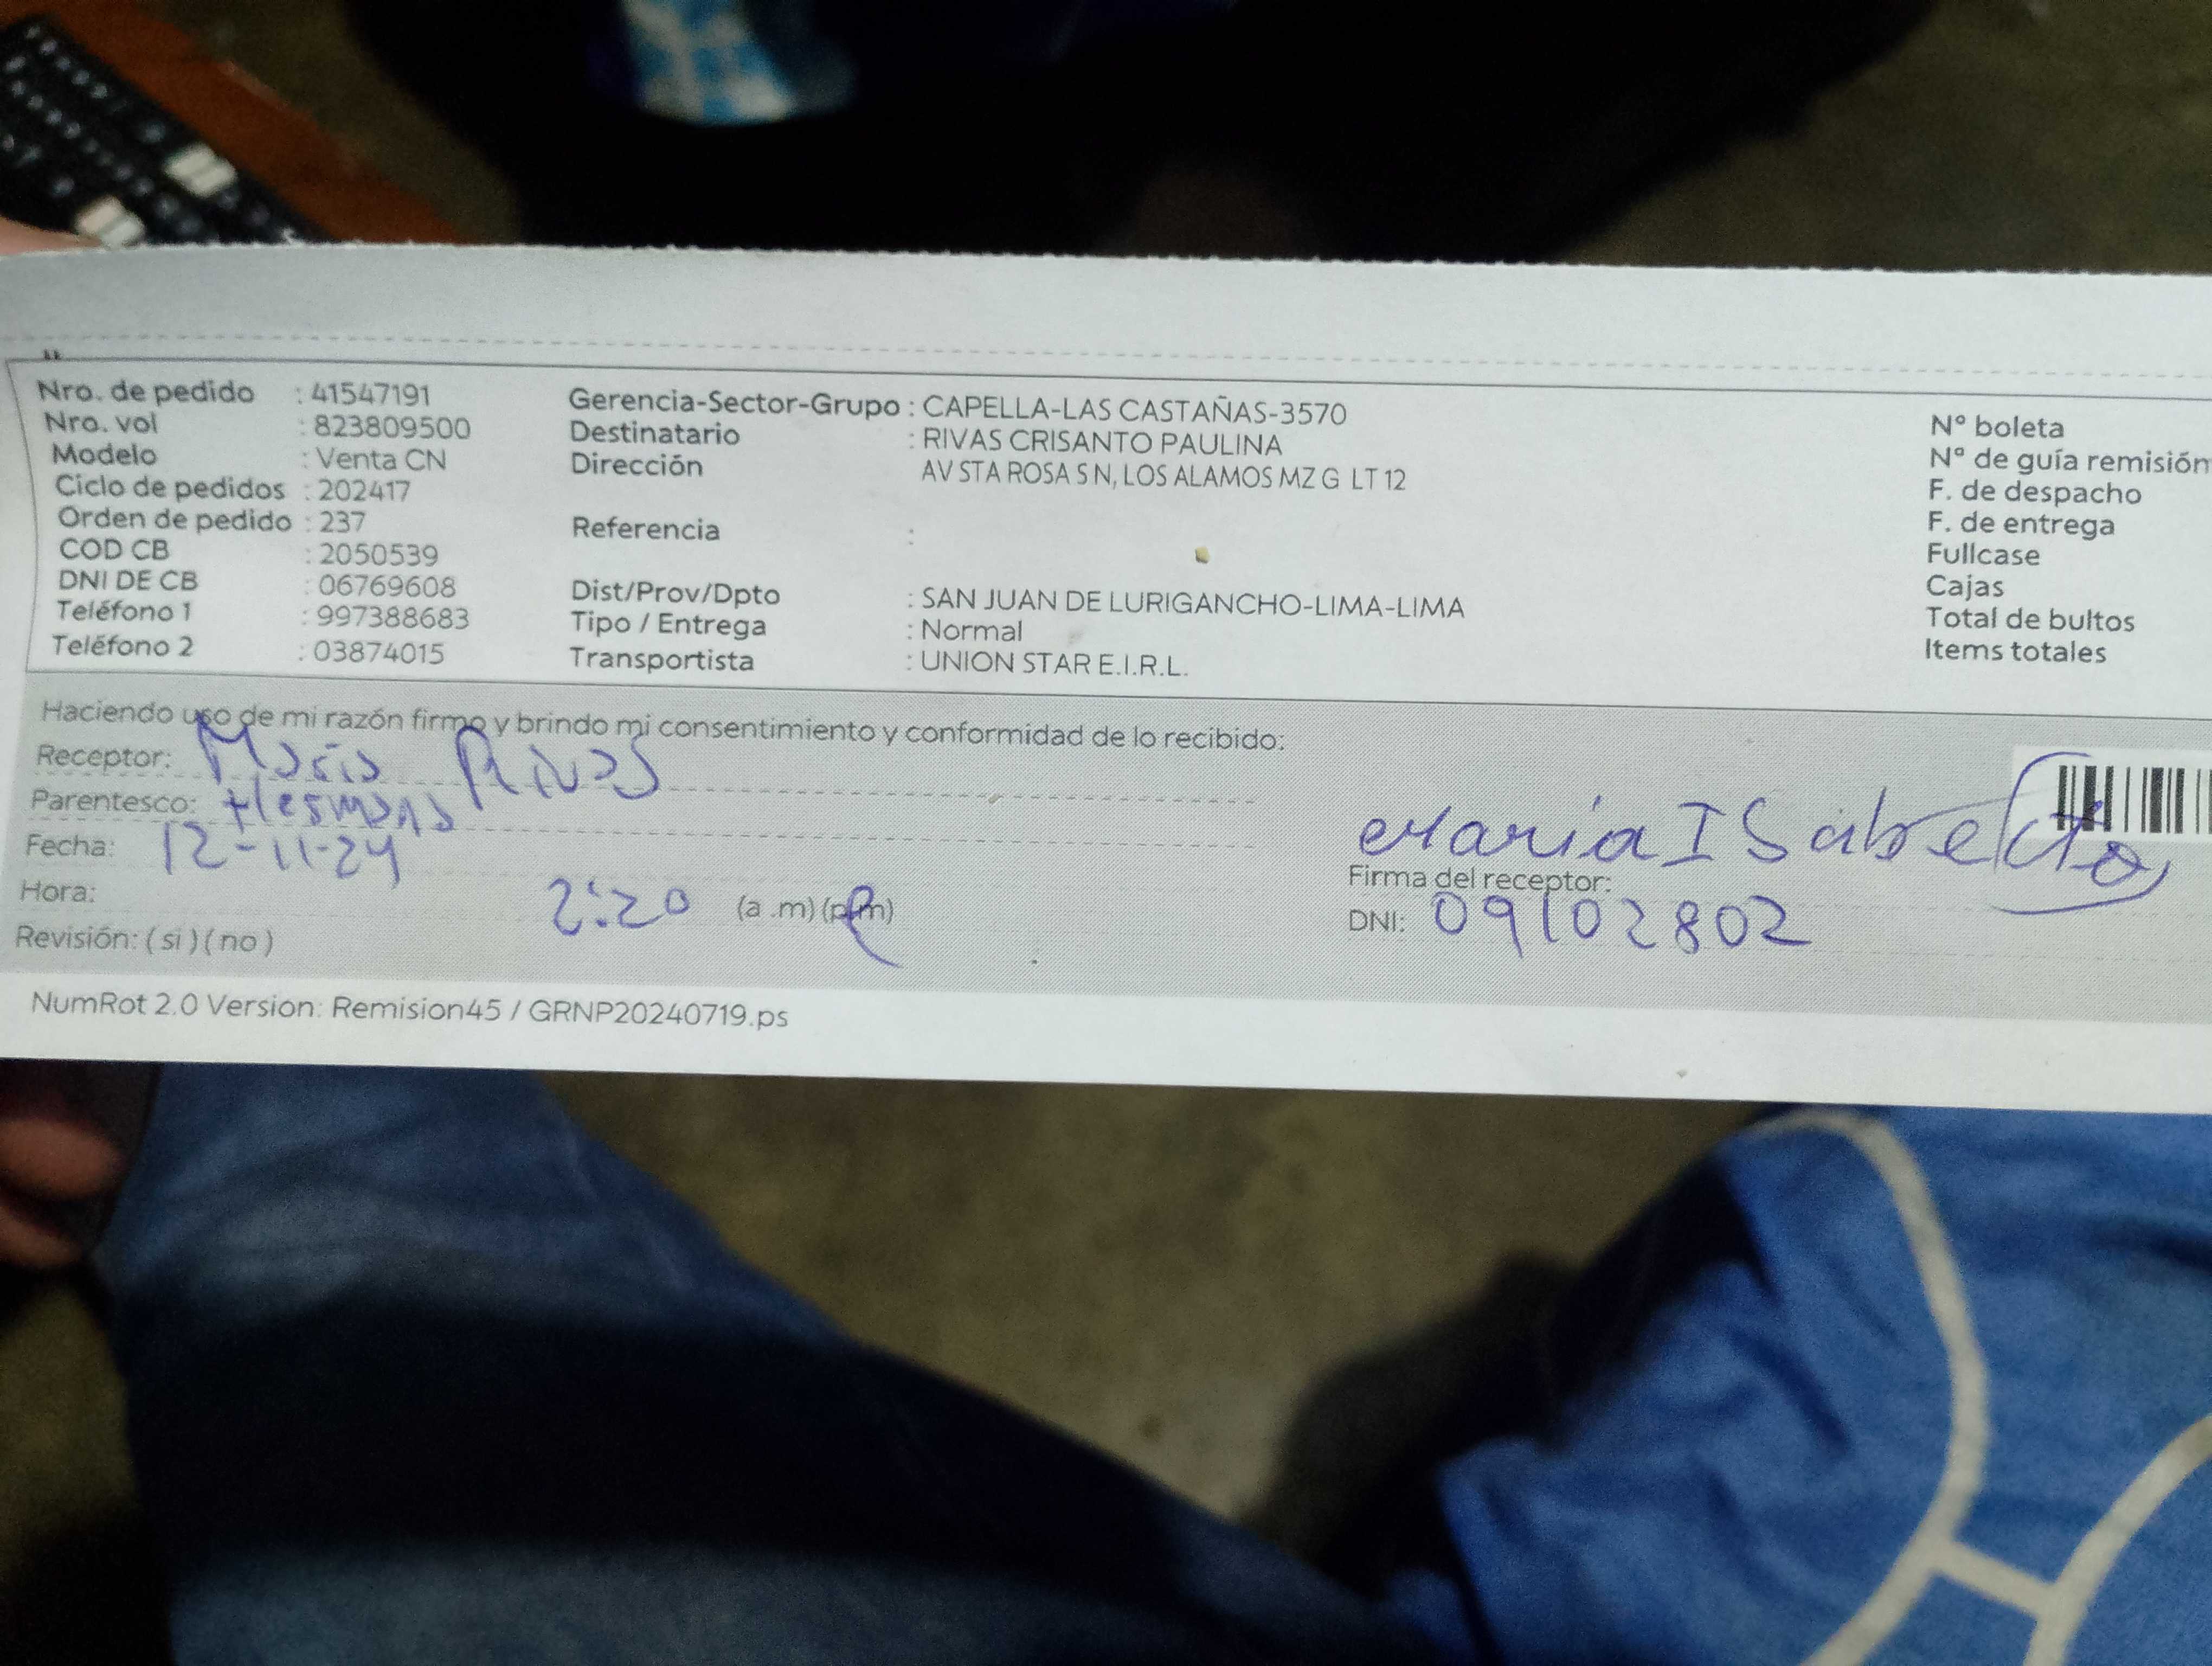 Nro. de pedido : 41547191
Nro. vol : 823809500
Modelo : Venta CN
Ciclo de pedidos : 202417
Orden de pedido : 237
COD CB : 2050539
DNI DE CB : 06769608
Teléfono 1 : 997388683
Teléfono 2 : 03874015
Gerencia-Sector-Grupo : CAPELLA-LAS CASTAÑAS-3570
Destinatario : RIVAS CRISANTO PAULINA
Dirección AV STA ROSA S N, LOS ALAMOS MZ G LT 12
Referencia :
Dist/Prov/Dpto : SAN JUAN DE LURIGANCHO-LIMA-LIMA
Tipo / Entrega : Normal
Transportista : UNION STAR E.I.R.L.
N° boleta
N° de guía remisión
F. de despacho
F. de entrega
Fullcase
Cajas
Total de bultos
Items totales
Haciendo uso de mi razón firmo y brindo mi consentimiento y conformidad de lo recibido:
Receptor: Maria Rivas
Parentesco: Hermana
Fecha: 12-11-24
Hora: 2:20 (a .m) (p.m)
Revisión: ( si ) ( no )
Maria ISabel
Firma del receptor:
DNI: 09102802
NumRot 2.0 Version: Remision45 / GRNP20240719.ps